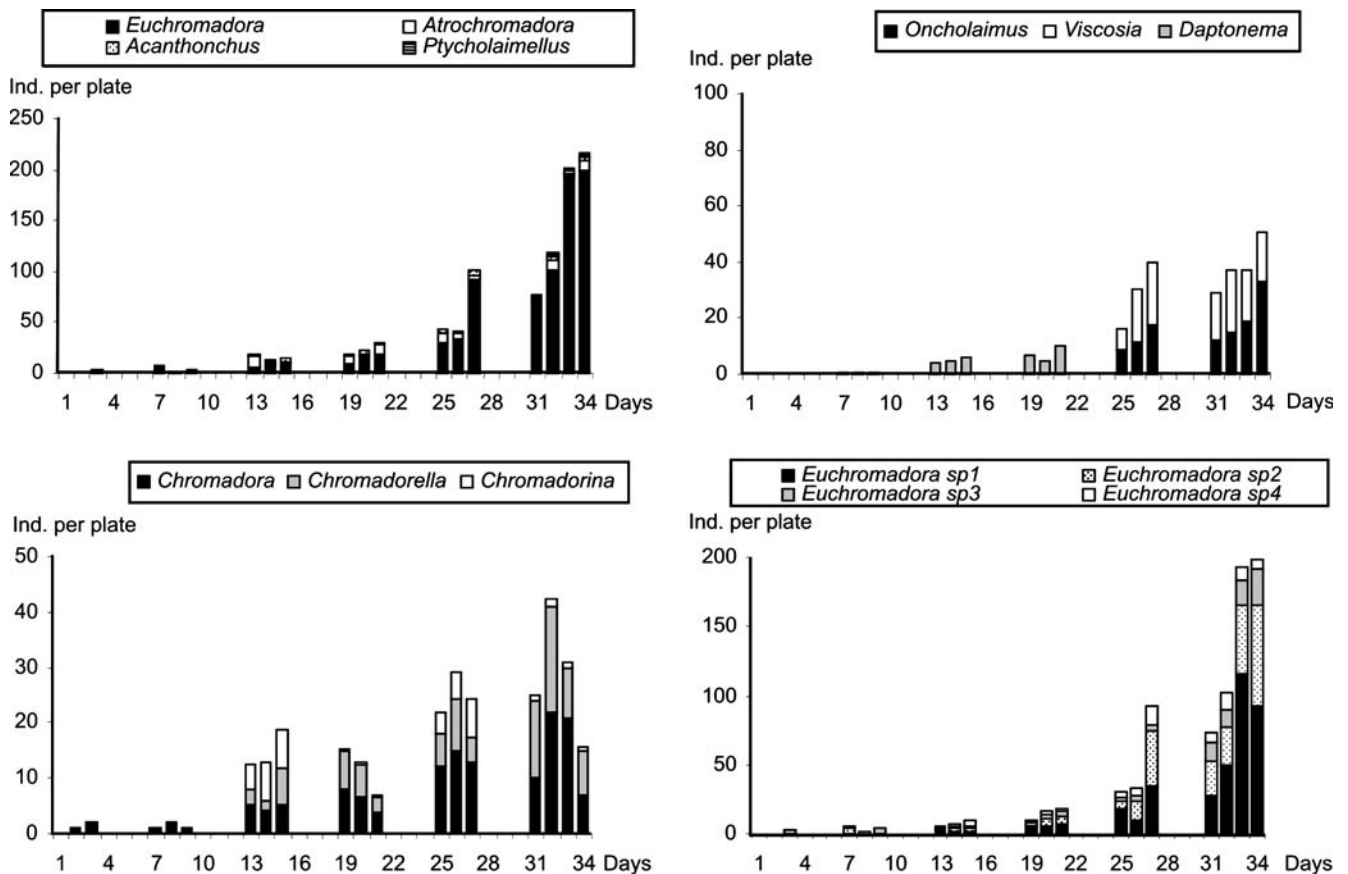 Euchromadora Atrochromadora
Acanthonchus Ptycholaimellus
Ind. per plate
250
200
150
100
50
0
1 4 7 10 13 16 19 22 25 28 31 34 Days
Oncholaimus Viscosia Daptonema
Ind. per plate
100
80
60
40
20
0
1 4 7 10 13 16 19 22 25 28 31 34 Days
Chromadora Chromadorella Chromadorina
Ind. per plate
50
40
30
20
10
0
1 4 7 10 13 16 19 22 25 28 31 34 Days
Euchromadora sp1 Euchromadora sp2
Euchromadora sp3 Euchromadora sp4
Ind. per plate
200
150
100
50
0
1 4 7 10 13 16 19 22 25 28 31 34 Days